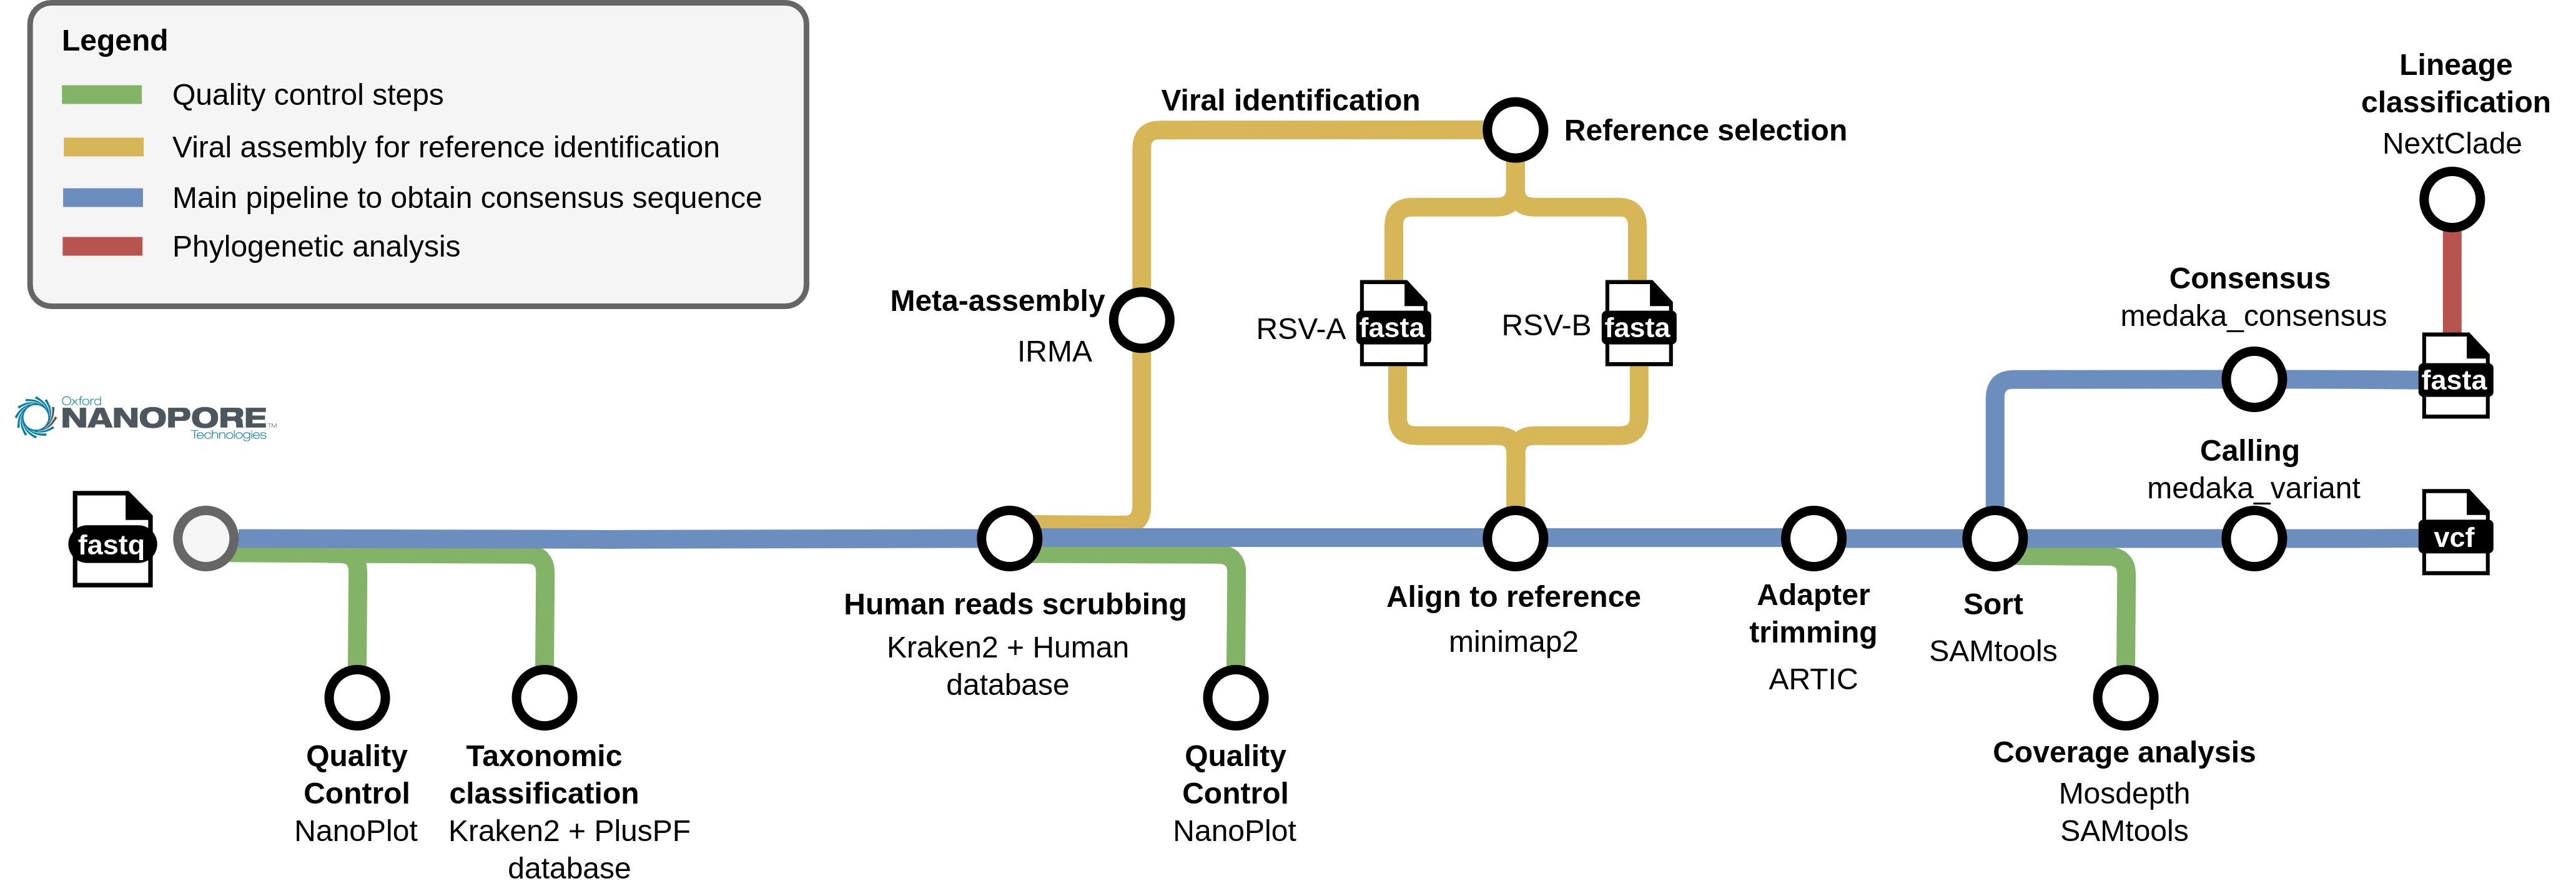 Legend
Quality control steps
Viral assembly for reference identification
Main pipeline to obtain consensus sequence
Phylogenetic analysis
Oxford
NANOPORE™
Technologies
fastq
Quality
Control
NanoPlot
Taxonomic
classification
Kraken2 + PlusPF
database
Human reads scrubbing
Kraken2 + Human
database
Meta-assembly
IRMA
Viral identification
Reference selection
RSV-A
fasta
RSV-B
fasta
Quality
Control
NanoPlot
Align to reference
minimap2
Adapter
trimming
ARTIC
Sort
SAMtools
Coverage analysis
Mosdepth
SAMtools
Consensus
medaka_consensus
fasta
Calling
medaka_variant
vcf
Lineage
classification
NextClade